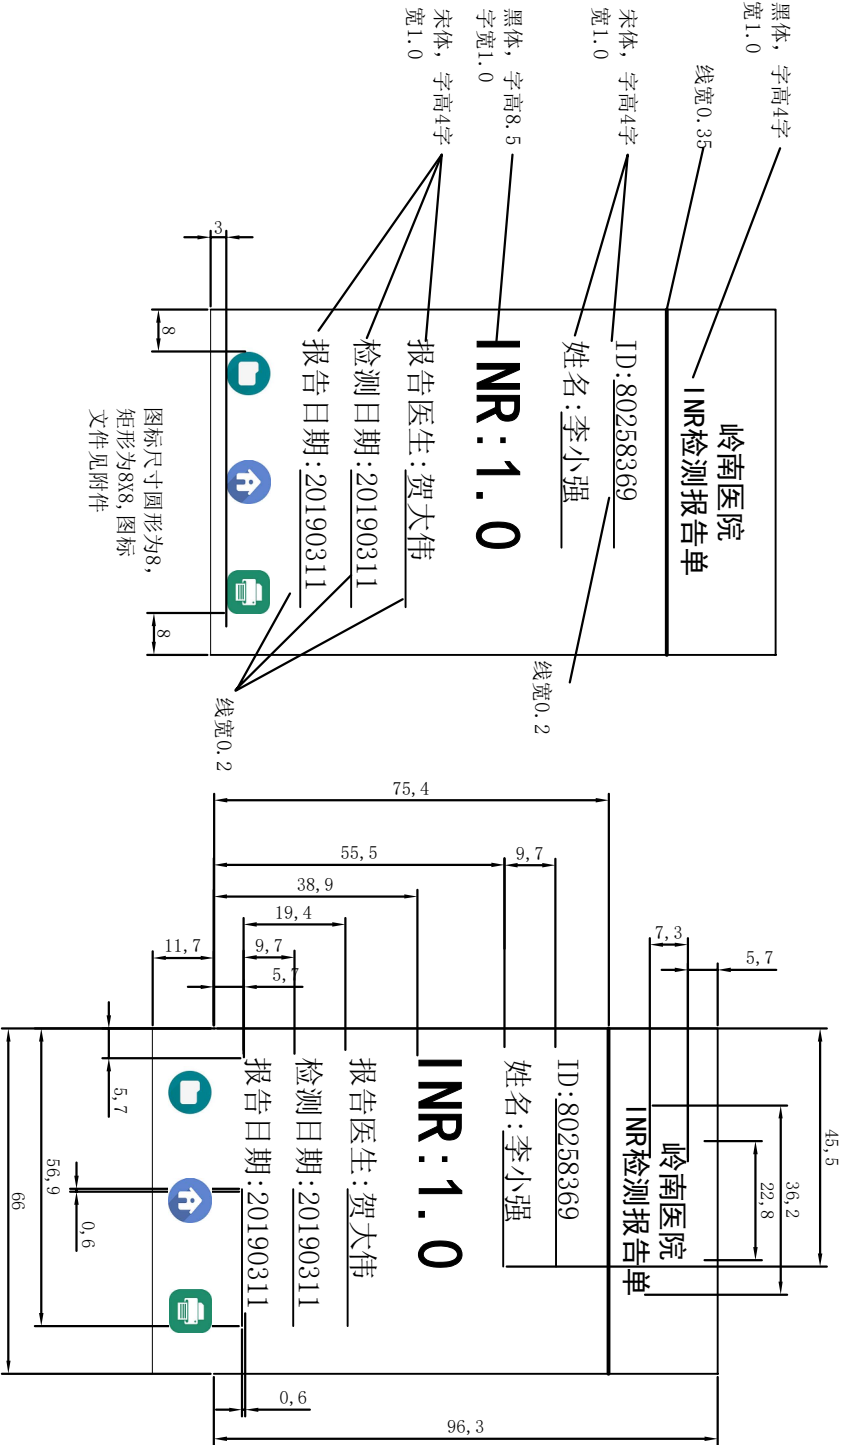 黑体, 字高4字
宽1.0
线宽0.35
宋体, 字高4字
宽1.0
黑体, 字高8.5
字宽1.0
宋体, 字高4字
宽1.0
岭南医院
INR检测报告单
ID:80258369
姓名:李小强
INR:1.0
报告医生:贺大伟
检测日期:20190311
报告日期:20190311
3
8
8
图标尺寸圆形为8,
矩形为8X8,图标
文件见附件
线宽0.2
线宽0.2
75,4
55,5
9,7
38,9
19,4
9,7
5,7
11,7
7,3
5,7
岭南医院
INR检测报告单
ID:80258369
姓名:李小强
INR:1.0
报告医生:贺大伟
检测日期:20190311
报告日期:20190311
45,5
36,2
22,8
5,7
56,9
0,6
66
0,6
96,3